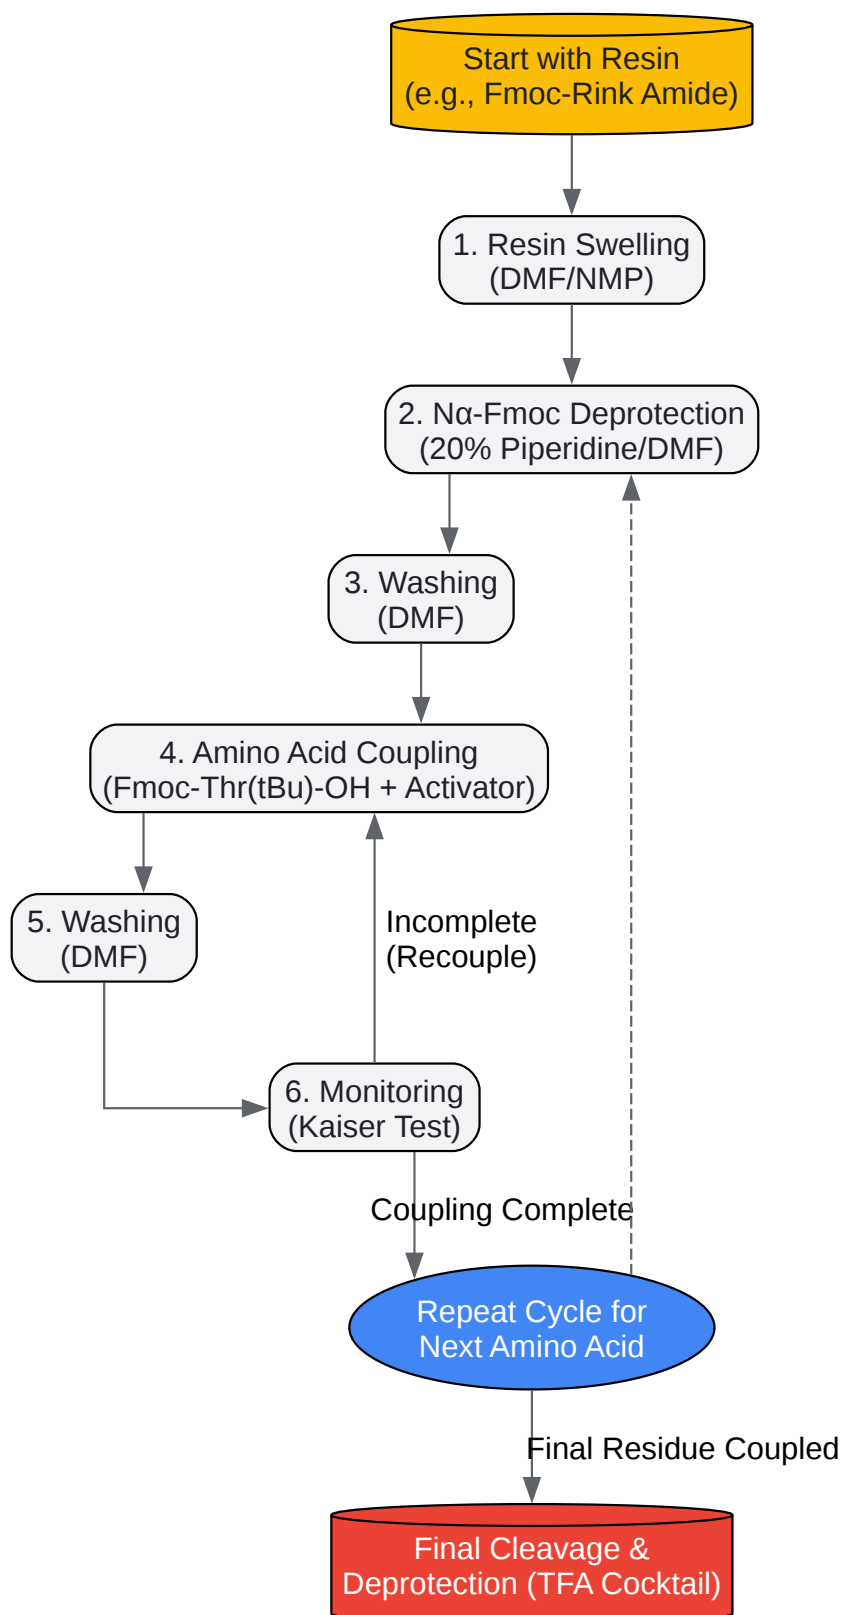 Start with Resin
(e.g., Fmoc-Rink Amide)
1. Resin Swelling
(DMF/NMP)
2. Nα-Fmoc Deprotection
(20% Piperidine/DMF)
3. Washing
(DMF)
4. Amino Acid Coupling
(Fmoc-Thr(tBu)-OH + Activator)
5. Washing
(DMF)
Incomplete
(Recouple)
6. Monitoring
(Kaiser Test)
Coupling Complete
Repeat Cycle for
Next Amino Acid
Final Residue Coupled
Final Cleavage &
Deprotection (TFA Cocktail)